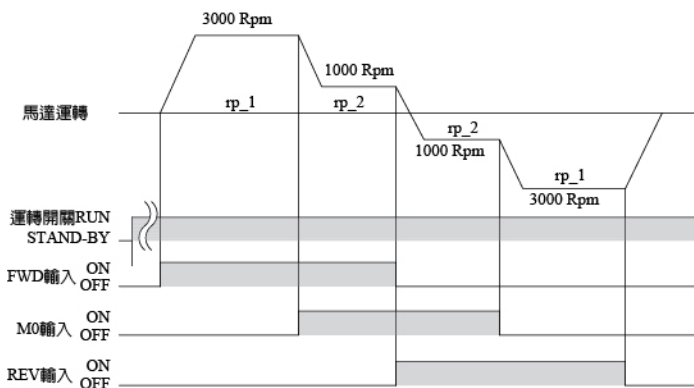 3000 Rpm
1000 Rpm
馬達運轉
rp_1
rp_2
rp_2
1000 Rpm
rp_1
3000 Rpm
運轉開關RUN
STAND-BY
FWD輸入 ON
OFF
M0輸入 ON
OFF
REV輸入 ON
OFF